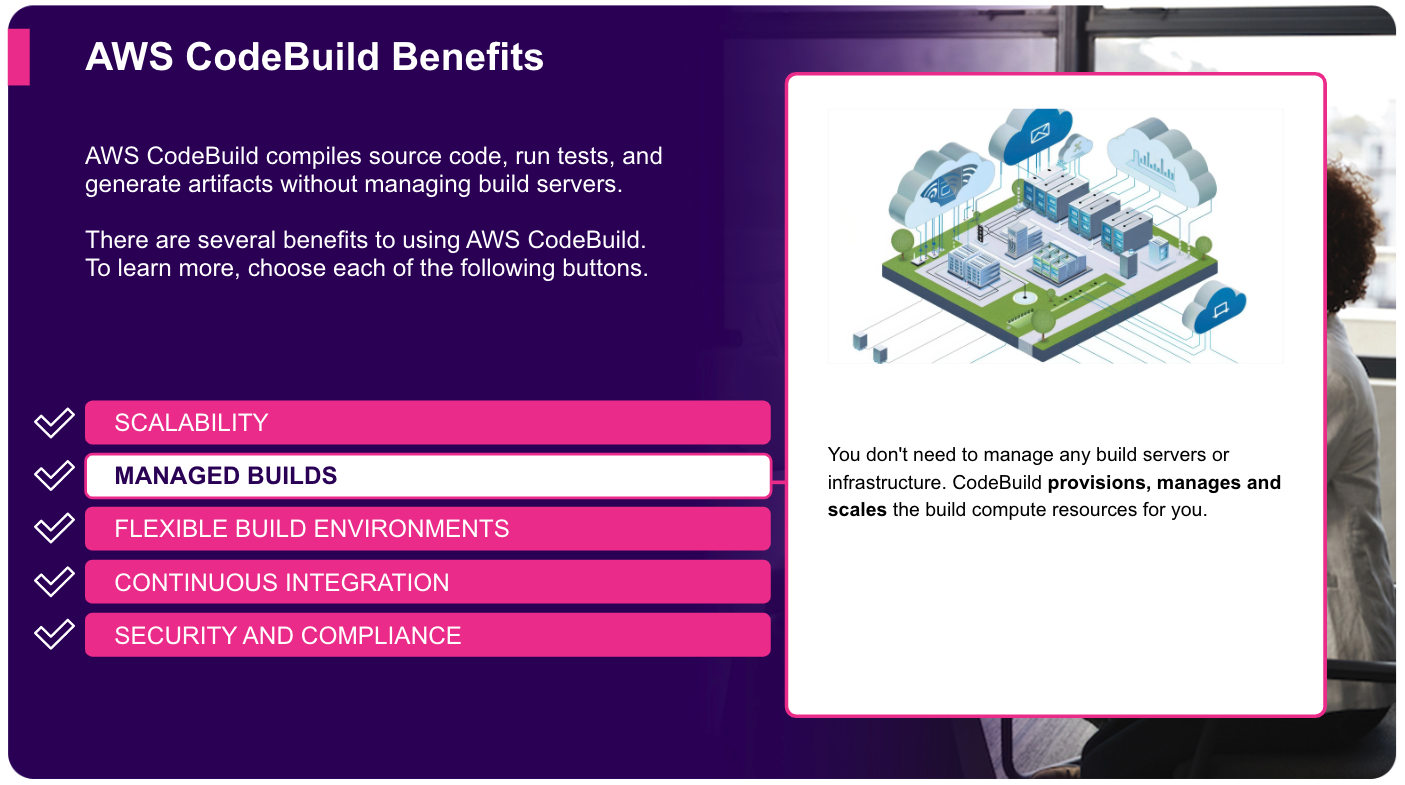 AWS CodeBuild Benefits
AWS CodeBuild compiles source code, run tests, and
generate artifacts without managing build servers.
There are several benefits to using AWS CodeBuild.
To learn more, choose each of the following buttons.
SCALABILITY
MANAGED BUILDS
FLEXIBLE BUILD ENVIRONMENTS
CONTINUOUS INTEGRATION
SECURITY AND COMPLIANCE
You don't need to manage any build servers or
infrastructure. CodeBuild provisions, manages and
scales the build compute resources for you.